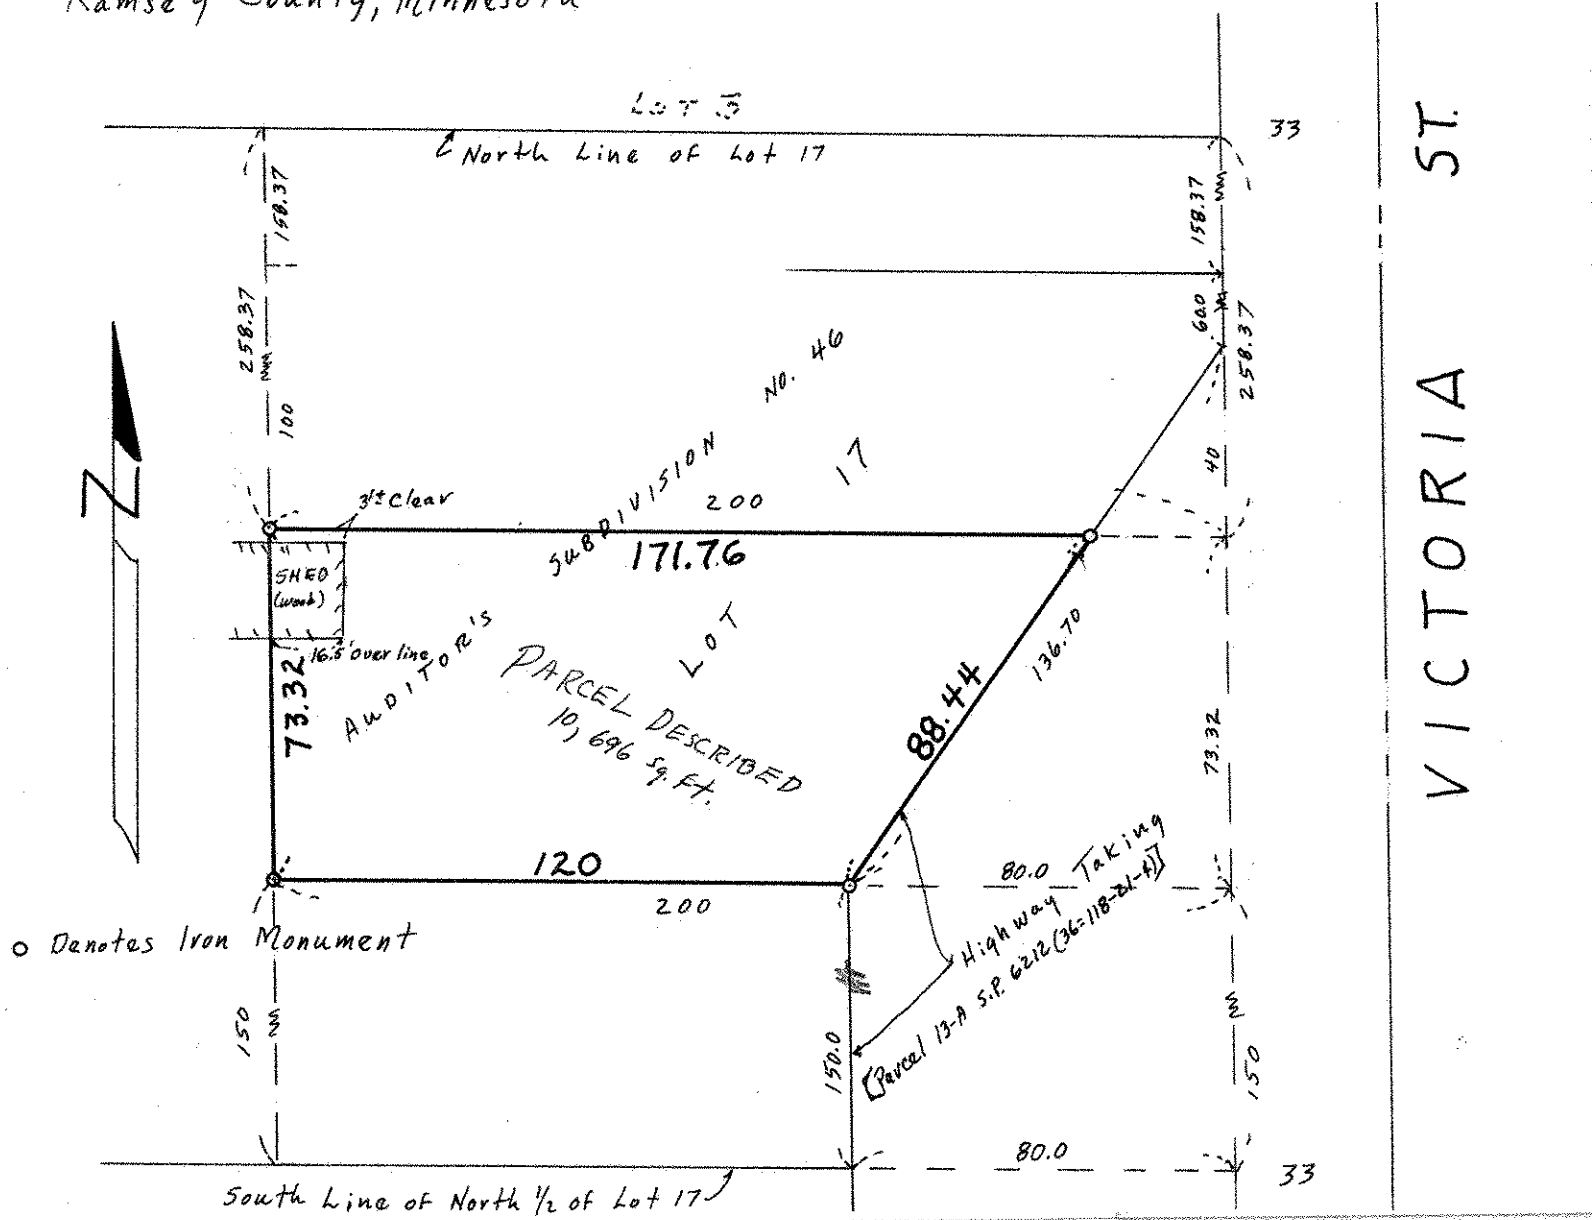 Ramsey County, Minnesota
LOT 5
North Line of Lot 17
33
VICTORIA ST.
158.37
158.37
258.37
60.0
258.37
100
40
N
AUDITOR'S SUBDIVISION NO. 46
LOT 17
3'± Clear
200
171.76
SHED
(wood)
16.5' over line
73.32
PARCEL DESCRIBED
10,696 sq. Ft.
88.44
136.70
73.32
120
200
80.0
Highway Taking
[Parcel 13-A S.P. 6212 (36=118-21-4)]
o Denotes Iron Monument
150
150.0
150
80.0
33
South Line of North 1/2 of Lot 17